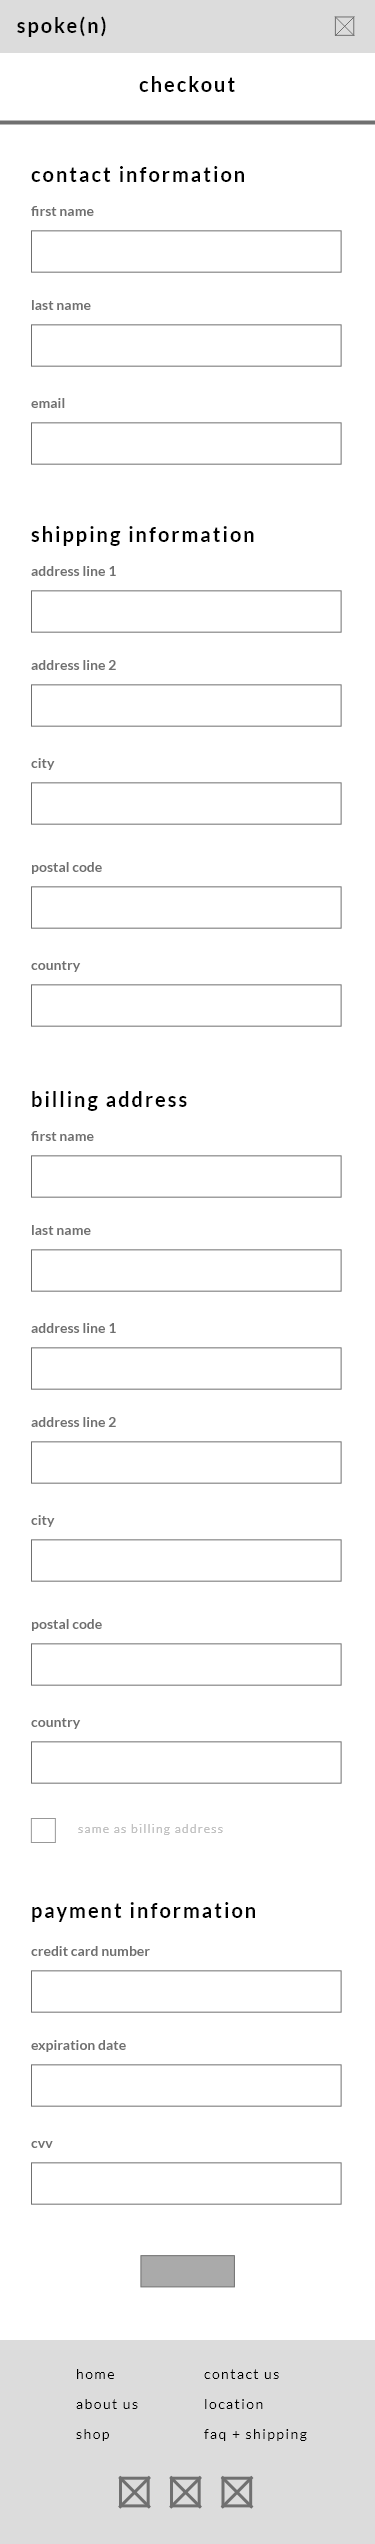 spoke(n)
checkout
contact information
first name
last name
email
shipping information
address line 1
address line 2
city
postal code
country
billing address
first name
last name
address line 1
address line 2
city
postal code
country
same as billing address
payment information
credit card number
expiration date
cvv
home contact us
about us location
shop faq + shipping